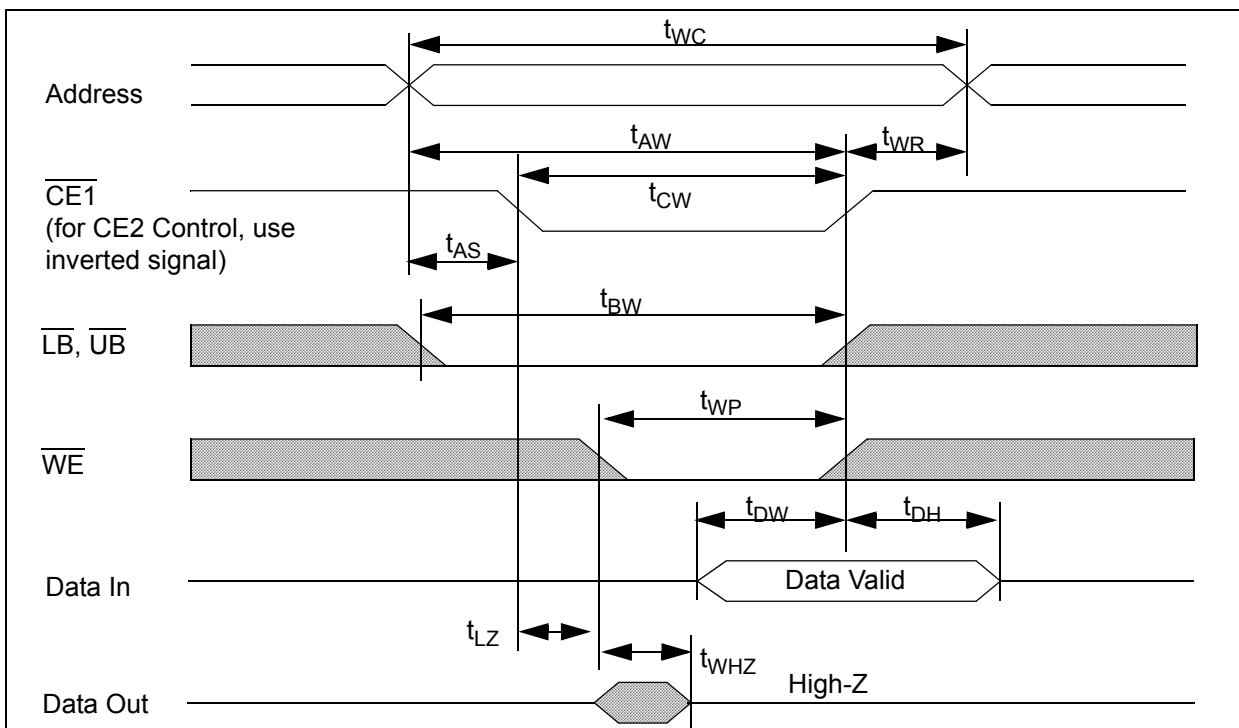 tWC
Address
tAW
tWR
CE1
(for CE2 Control, use
inverted signal)
tCW
tAS
tBW
LB, UB
tWP
WE
tDW
tDH
Data In
Data Valid
tLZ
tWHZ
Data Out
High-Z